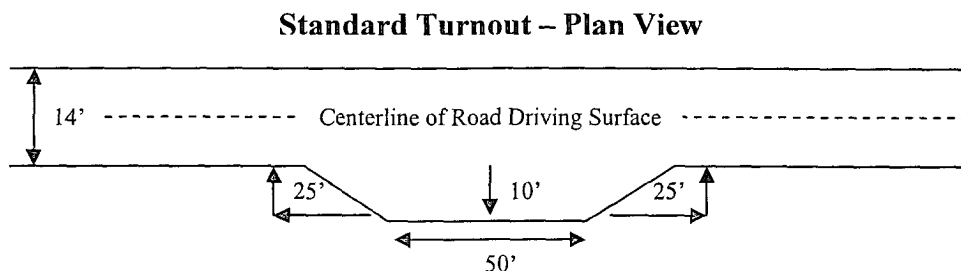 Standard Turnout – Plan View
14’
Centerline of Road Driving Surface
25’
10’
25’
50’